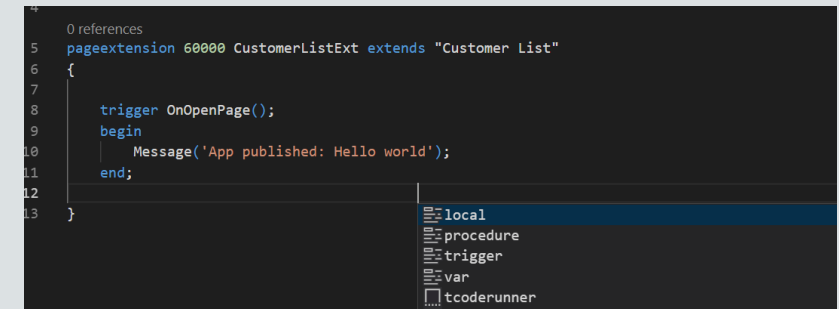 4
0 references
5 pageextension 60000 CustomerListExt extends "Customer List"
6 {
7
8 trigger OnOpenPage();
9 begin
10 Message('App published: Hello world');
11 end;
12
13 }
local
procedure
trigger
var
tcoderunner